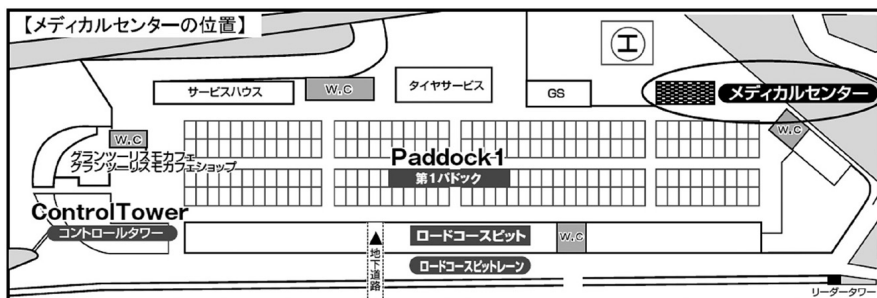 【メディカルセンターの位置】
サービスハウス
W.C
タイヤサービス
GS
工
メディカルセンター
W.C
W.C
グランツーリスモカフェ
グランツーリスモカフェショップ
Paddock1
第1パドック
ControlTower
コントロールタワー
▲地下道路
ロードコースピット
W.C
ロードコースピットレーン
リーダータワー